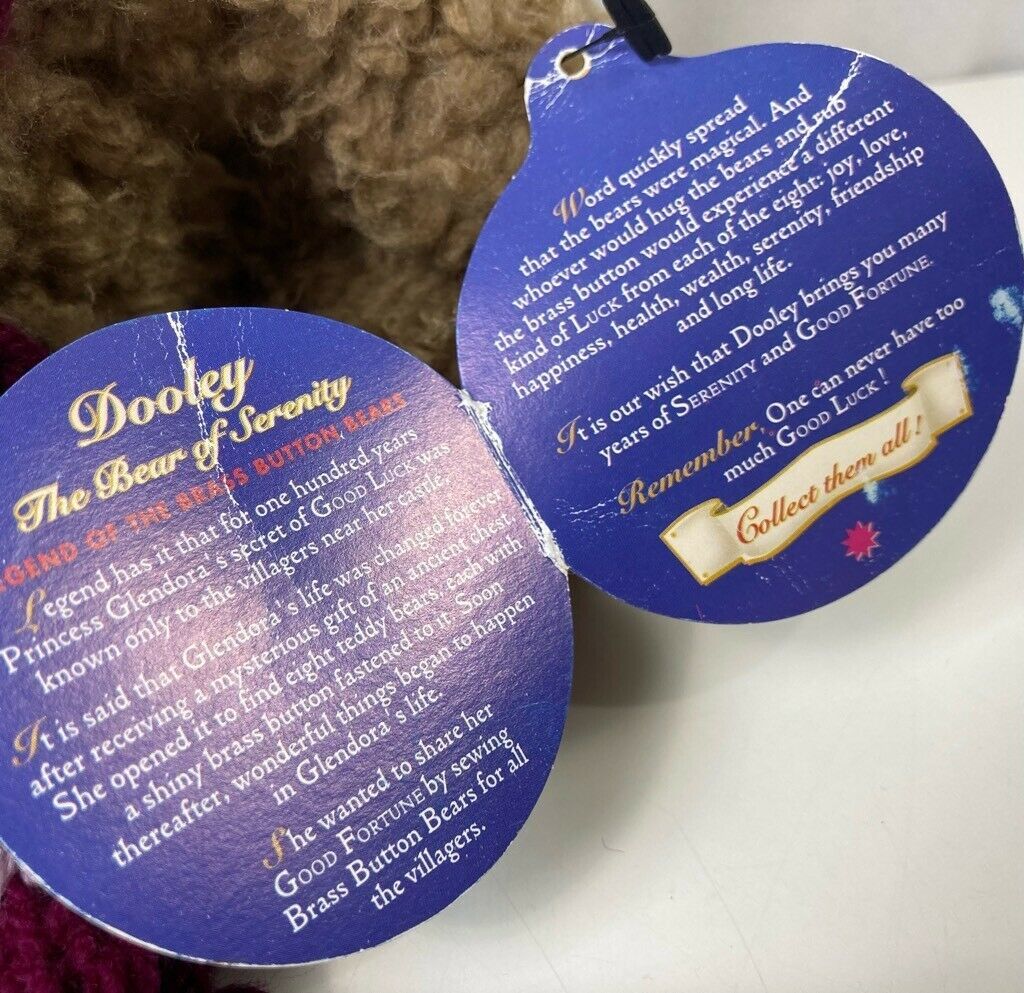 Dooley
The Bear of Serenity
EGEND OF THE BRASS BUTTON BEARS
Legend has it that for one hundred years
Princess Glendora's secret of GOOD LUCK was
known only to the villagers near her castle.
It is said that Glendora's life was changed forever
after receiving a mysterious gift of an ancient chest.
She opened it to find eight teddy bears, each with
a shiny brass button fastened to it. Soon
thereafter, wonderful things began to happen
in Glendora's life.
She wanted to share her
GOOD FORTUNE by sewing
Brass Button Bears for all
the villagers.
Word quickly spread
that the bears were magical. And
whoever would hug the bears and rub
the brass button would experience a different
kind of LUCK from each of the eight: joy, love,
happiness, health, wealth, serenity, friendship
and long life.
It is our wish that Dooley brings you many
years of SERENITY and GOOD FORTUNE.
Remember, One can never have too
much GOOD LUCK!
Collect them all!